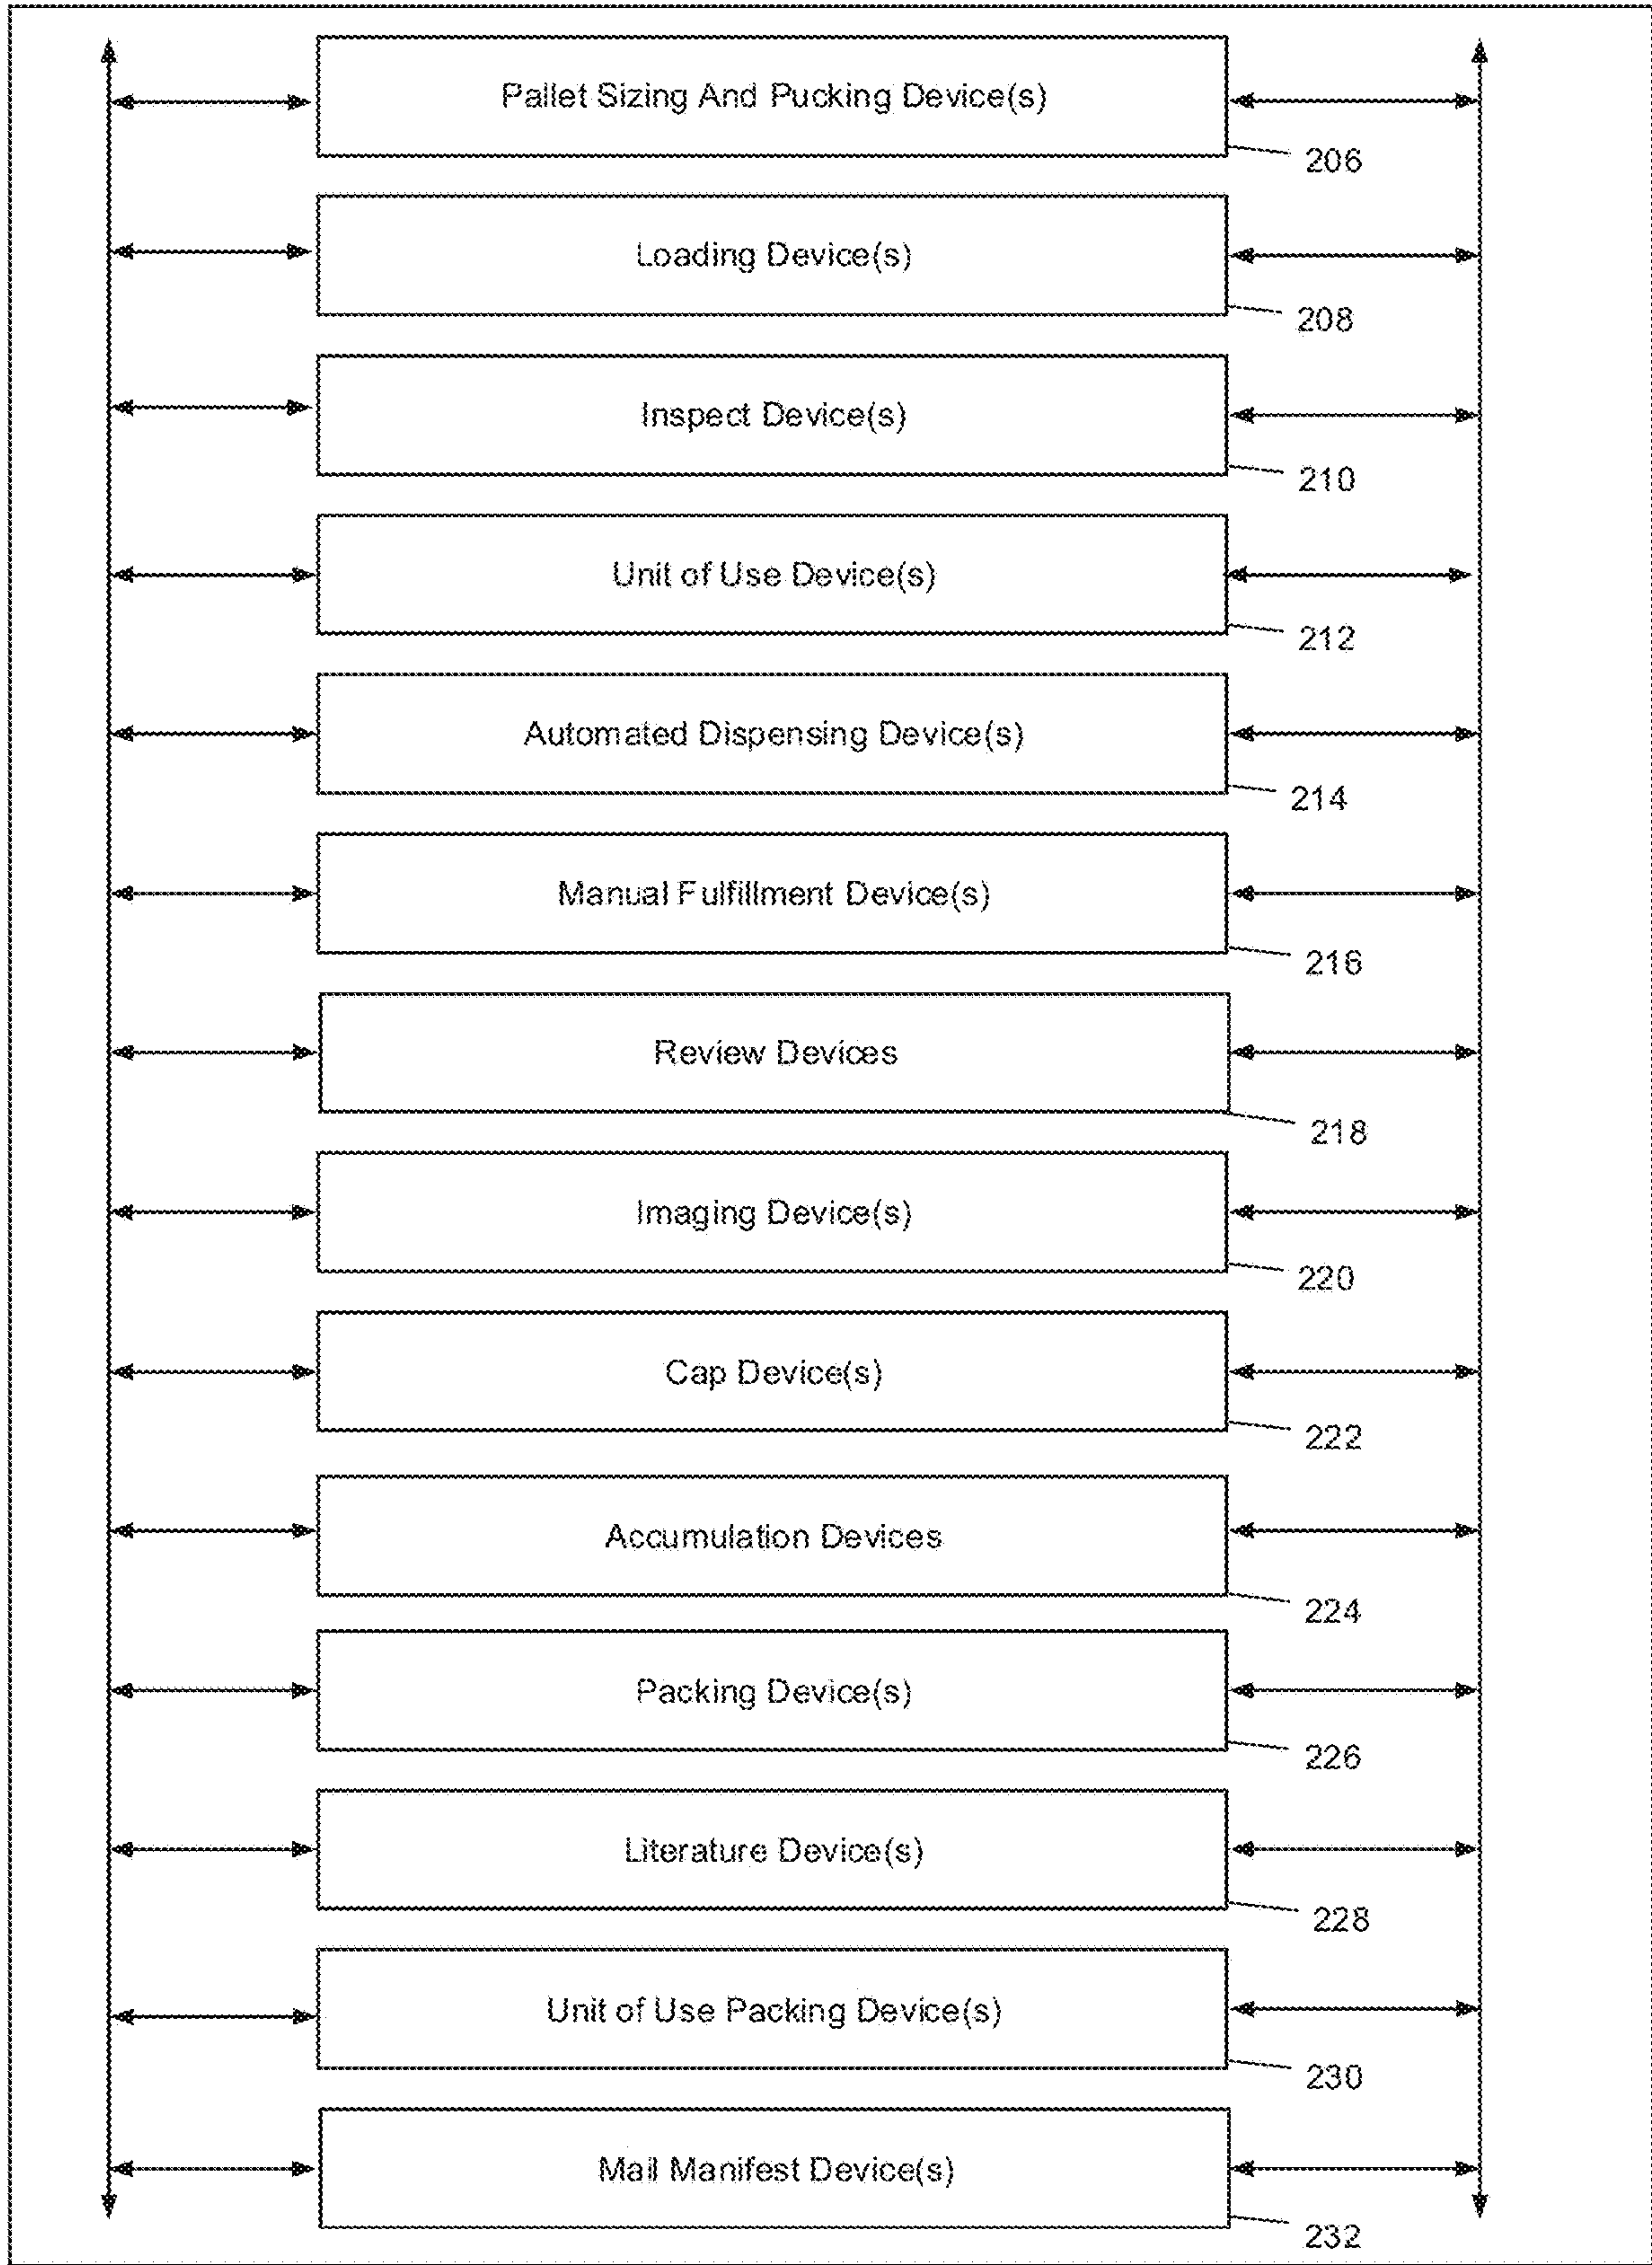 Pallet Sizing And Pucking Device(s)
206
Loading Device(s)
208
Inspect Device(s)
210
Unit of Use Device(s)
212
Automated Dispensing Device(s)
214
Manual Fulfillment Device(s)
216
Review Devices
218
Imaging Device(s)
220
Cap Device(s)
222
Accumulation Devices
224
Packing Device(s)
226
Literature Device(s)
228
Unit of Use Packing Device(s)
230
Mail Manifest Device(s)
232